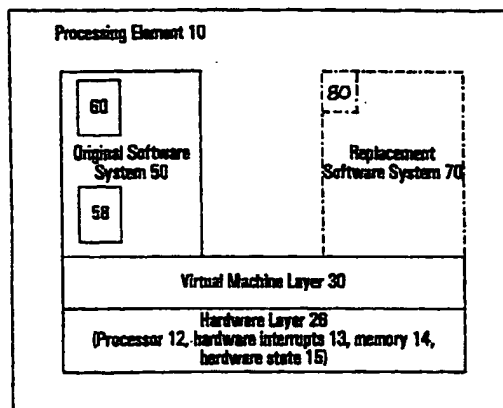 Processing Element 10
60
Original Software
System 50
58
80
Replacement
Software System 70
Virtual Machine Layer 30
Hardware Layer 26
(Processor 12, hardware interrupts 13, memory 14,
hardware state 15)